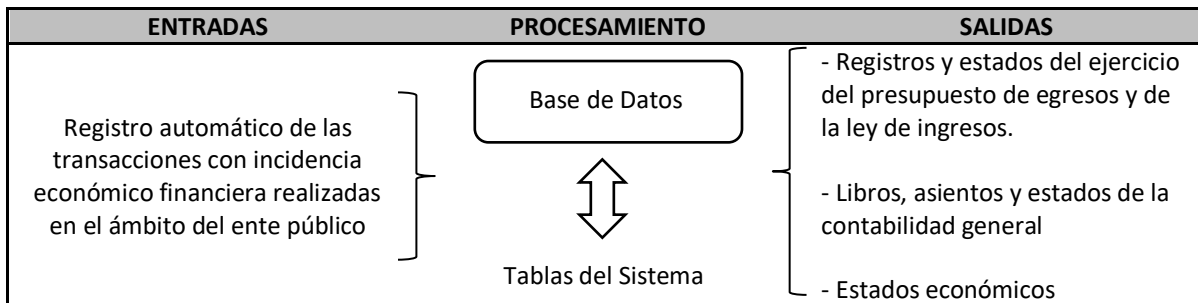 ENTRADAS
PROCESAMIENTO
SALIDAS
Registro automático de las
transacciones con incidencia
económico financiera realizadas
en el ámbito del ente público
Base de Datos
Tablas del Sistema
- Registros y estados del ejercicio
del presupuesto de egresos y de
la ley de ingresos.
- Libros, asientos y estados de la
contabilidad general
- Estados económicos